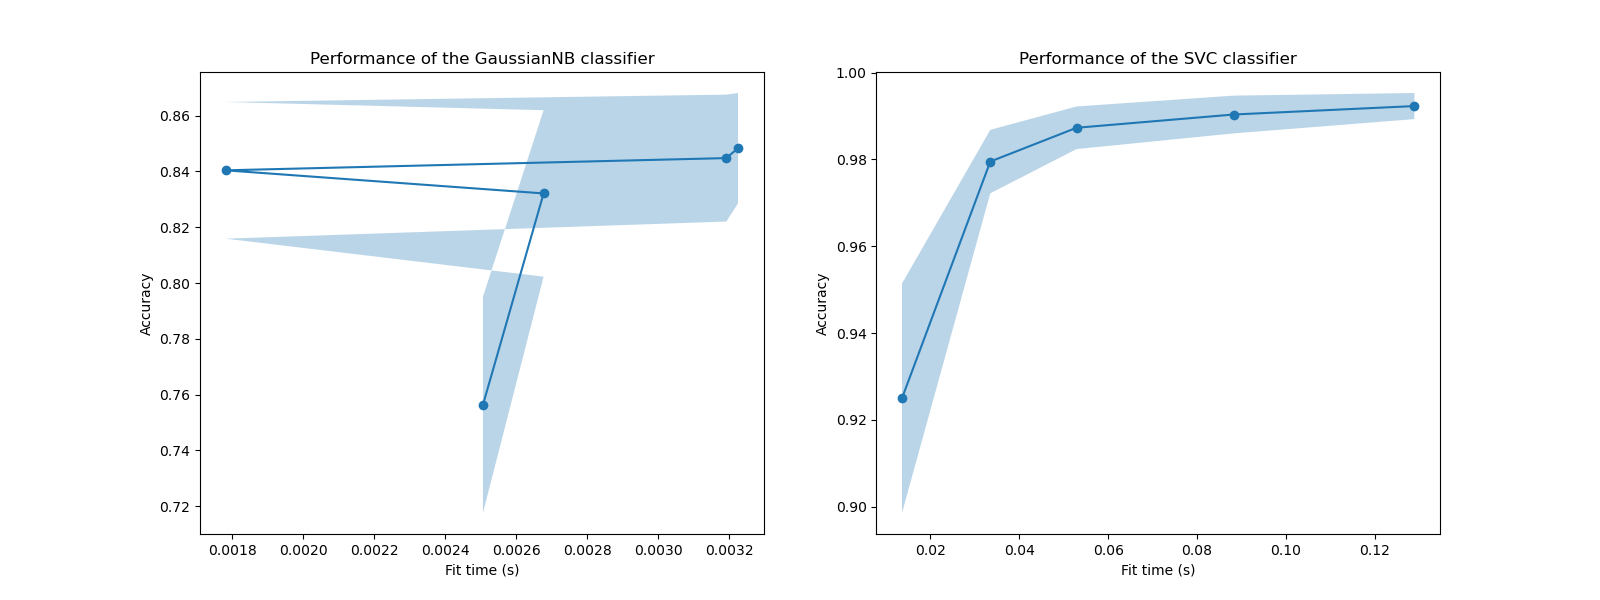 Performance of the GaussianNB classifier
Accuracy
0.86
0.84
0.82
0.80
0.78
0.76
0.74
0.72
0.0018 0.0020 0.0022 0.0024 0.0026 0.0028 0.0030 0.0032
Fit time (s)
Performance of the SVC classifier
Accuracy
1.00
0.98
0.96
0.94
0.92
0.90
0.02 0.04 0.06 0.08 0.10 0.12
Fit time (s)